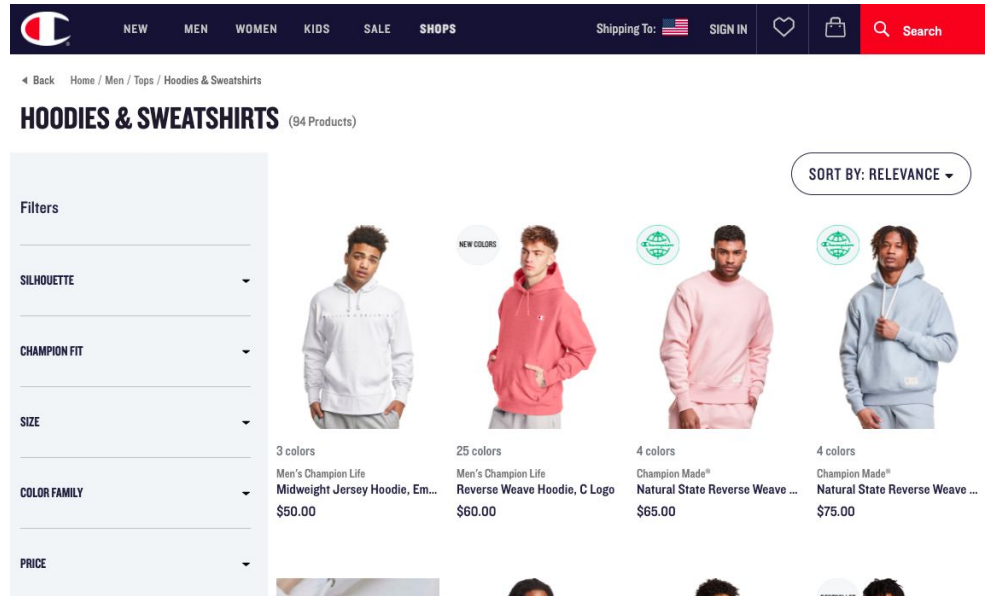 NEW MEN WOMEN KIDS SALE SHOPS Shipping To: SIGN IN Search
Back Home / Men / Tops / Hoodies & Sweatshirts
HOODIES & SWEATSHIRTS (94 Products)
SORT BY: RELEVANCE
Filters
SILHOUETTE
CHAMPION FIT
SIZE
COLOR FAMILY
PRICE
NEW COLORS
3 colors
Men's Champion Life
Midweight Jersey Hoodie, Em...
$50.00
25 colors
Men's Champion Life
Reverse Weave Hoodie, C Logo
$60.00
4 colors
Champion Made®
Natural State Reverse Weave ...
$65.00
4 colors
Champion Made®
Natural State Reverse Weave ...
$75.00